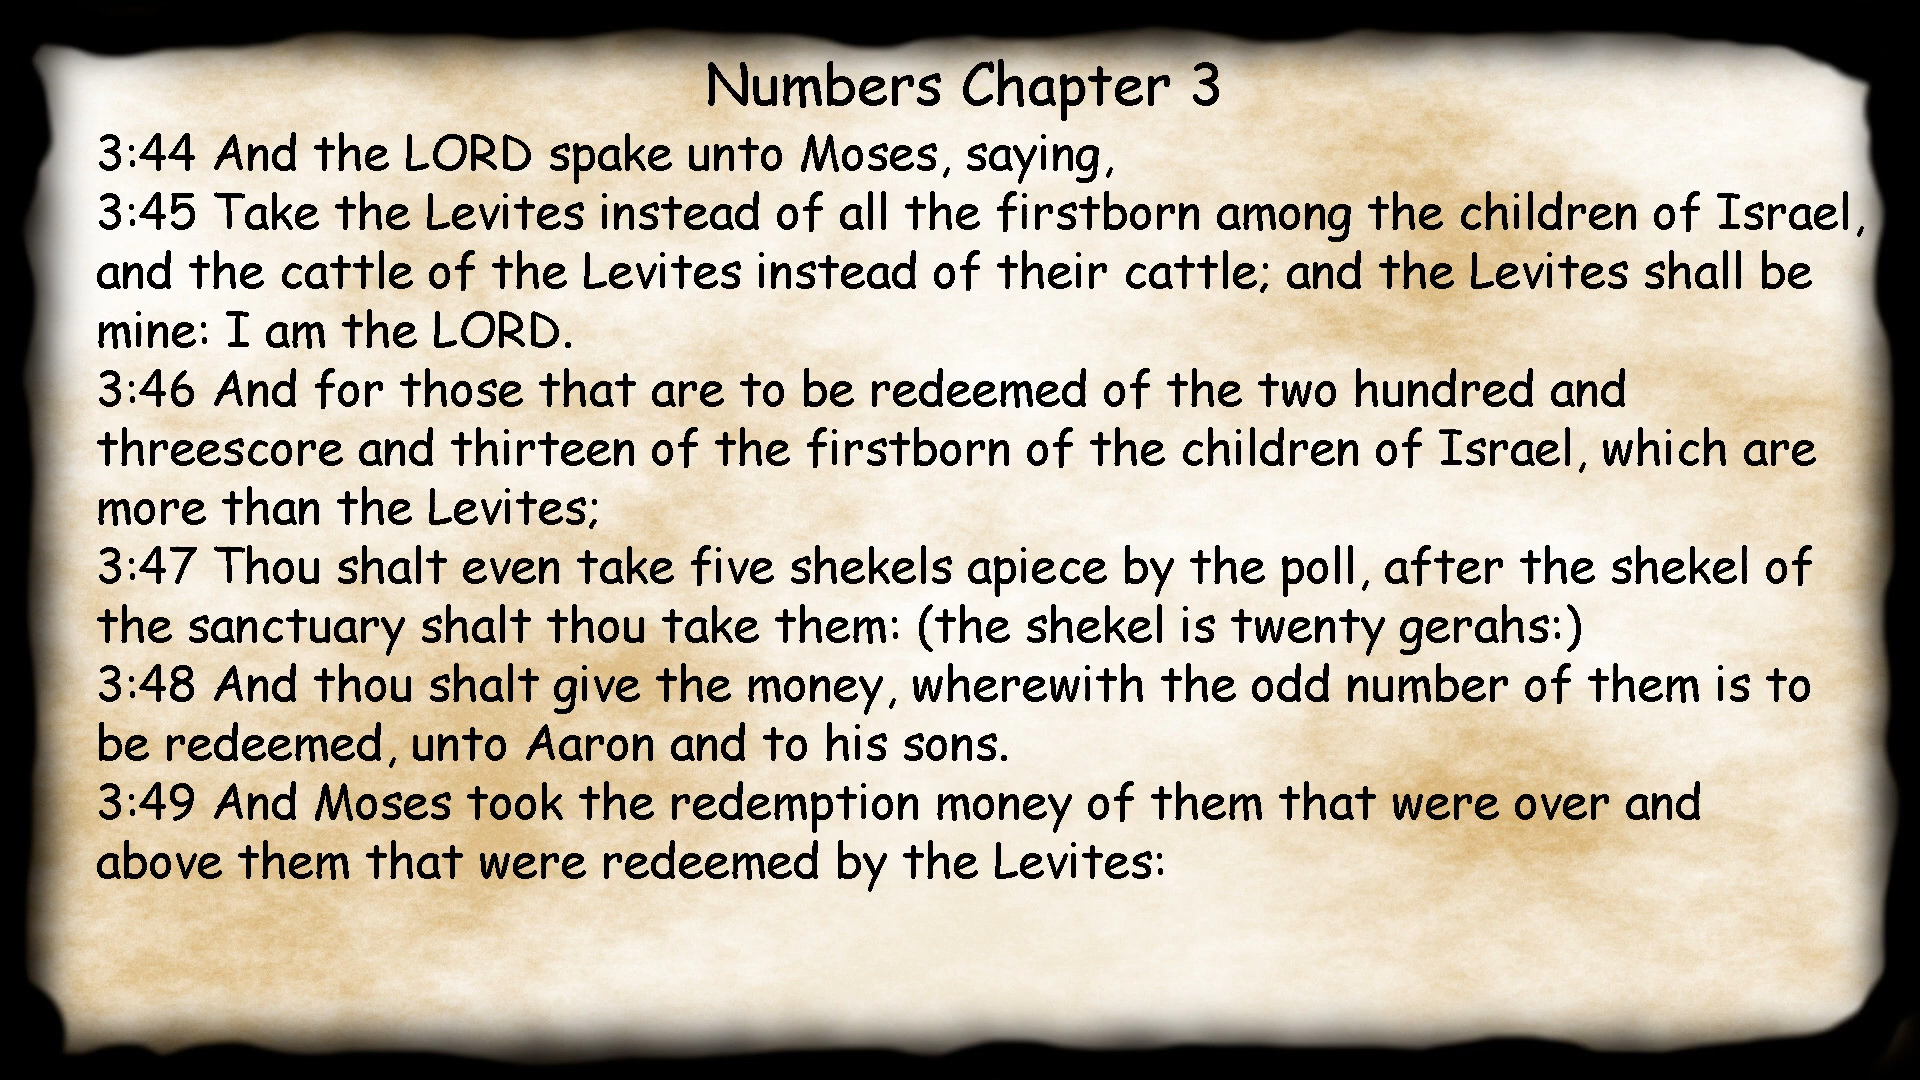 Numbers Chapter 3
3:44 And the LORD spake unto Moses, saying,
3:45 Take the Levites instead of all the firstborn among the children of Israel,
and the cattle of the Levites instead of their cattle; and the Levites shall be
mine: I am the LORD.
3:46 And for those that are to be redeemed of the two hundred and
threescore and thirteen of the firstborn of the children of Israel, which are
more than the Levites;
3:47 Thou shalt even take five shekels apiece by the poll, after the shekel of
the sanctuary shalt thou take them: (the shekel is twenty gerahs:)
3:48 And thou shalt give the money, wherewith the odd number of them is to
be redeemed, unto Aaron and to his sons.
3:49 And Moses took the redemption money of them that were over and
above them that were redeemed by the Levites: